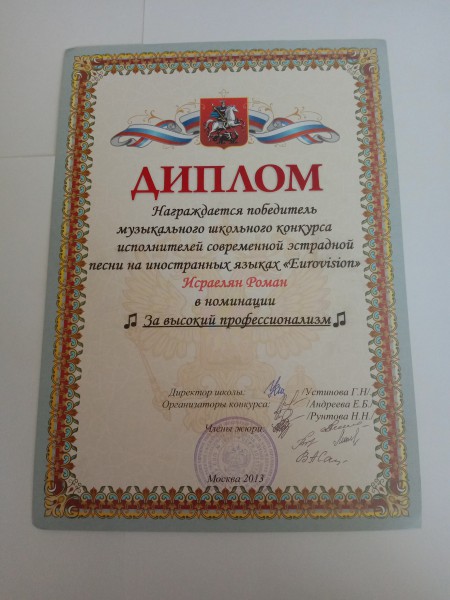 ДИПЛОМ
Награждается победитель
музыкального школьного конкурса
исполнителей современной эстрадной
песни на иностранных языках «Eurovision»
Исраелян Роман
в номинации
За высокий профессионализм
Директор школы: /Устинова Г.Н/
Организаторы конкурса: /Андреева Е.Б./
/Рунтова Н.Н.
Члены жюри:
Москва 2013